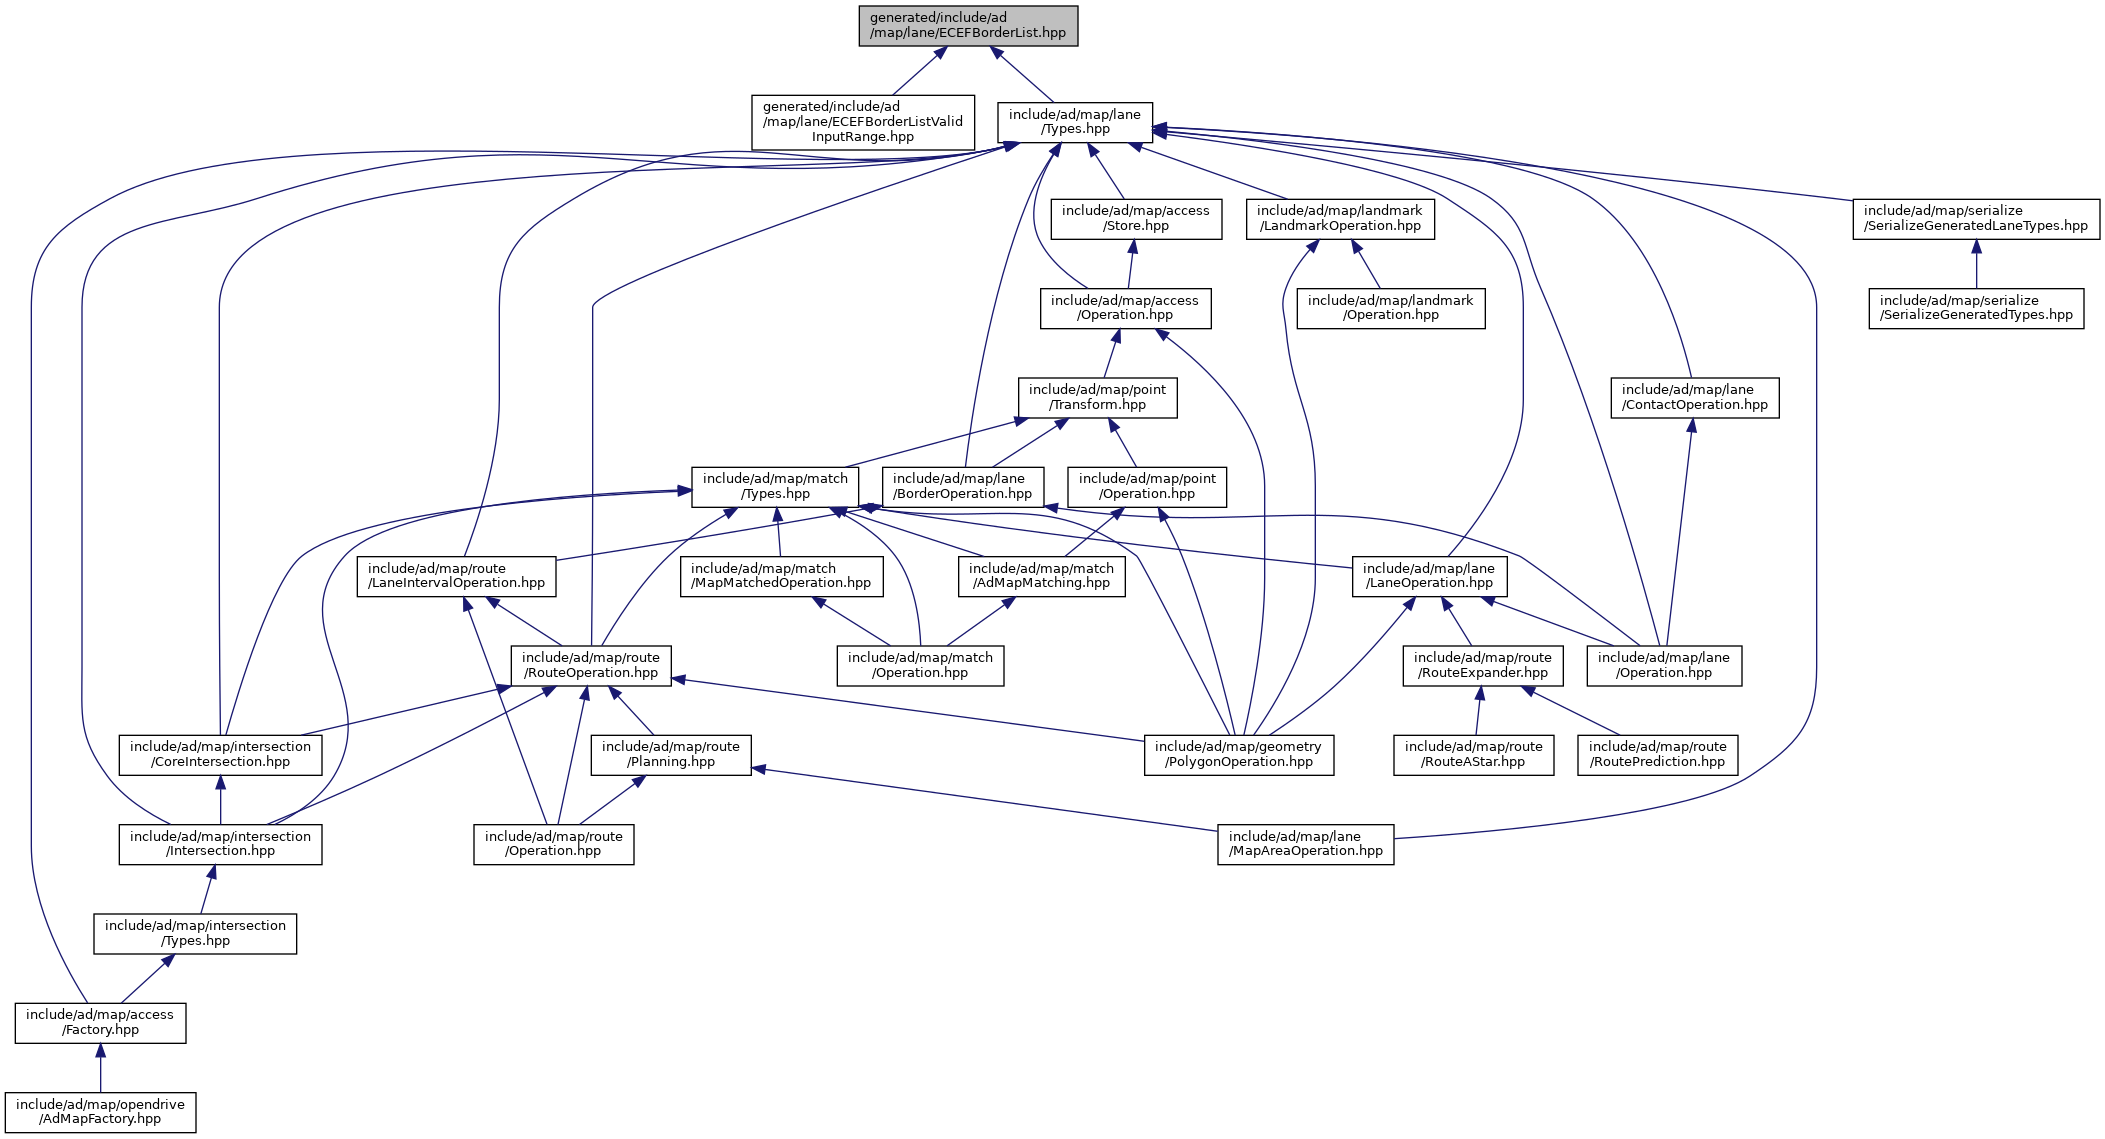 generated/include/ad
/map/lane/ECEFBorderList.hpp
generated/include/ad
/map/lane/ECEFBorderListValid
InputRange.hpp
include/ad/map/lane
/Types.hpp
include/ad/map/access
/Store.hpp
include/ad/map/landmark
/LandmarkOperation.hpp
include/ad/map/serialize
/SerializeGeneratedLaneTypes.hpp
include/ad/map/access
/Operation.hpp
include/ad/map/landmark
/Operation.hpp
include/ad/map/serialize
/SerializeGeneratedTypes.hpp
include/ad/map/point
/Transform.hpp
include/ad/map/lane
/ContactOperation.hpp
include/ad/map/match
/Types.hpp
include/ad/map/lane
/BorderOperation.hpp
include/ad/map/point
/Operation.hpp
include/ad/map/route
/LaneIntervalOperation.hpp
include/ad/map/match
/MapMatchedOperation.hpp
include/ad/map/match
/AdMapMatching.hpp
include/ad/map/lane
/LaneOperation.hpp
include/ad/map/route
/RouteOperation.hpp
include/ad/map/match
/Operation.hpp
include/ad/map/route
/RouteExpander.hpp
include/ad/map/lane
/Operation.hpp
include/ad/map/intersection
/CoreIntersection.hpp
include/ad/map/route
/Planning.hpp
include/ad/map/geometry
/PolygonOperation.hpp
include/ad/map/route
/RouteAStar.hpp
include/ad/map/route
/RoutePrediction.hpp
include/ad/map/intersection
/Intersection.hpp
include/ad/map/route
/Operation.hpp
include/ad/map/lane
/MapAreaOperation.hpp
include/ad/map/intersection
/Types.hpp
include/ad/map/access
/Factory.hpp
include/ad/map/opendrive
/AdMapFactory.hpp